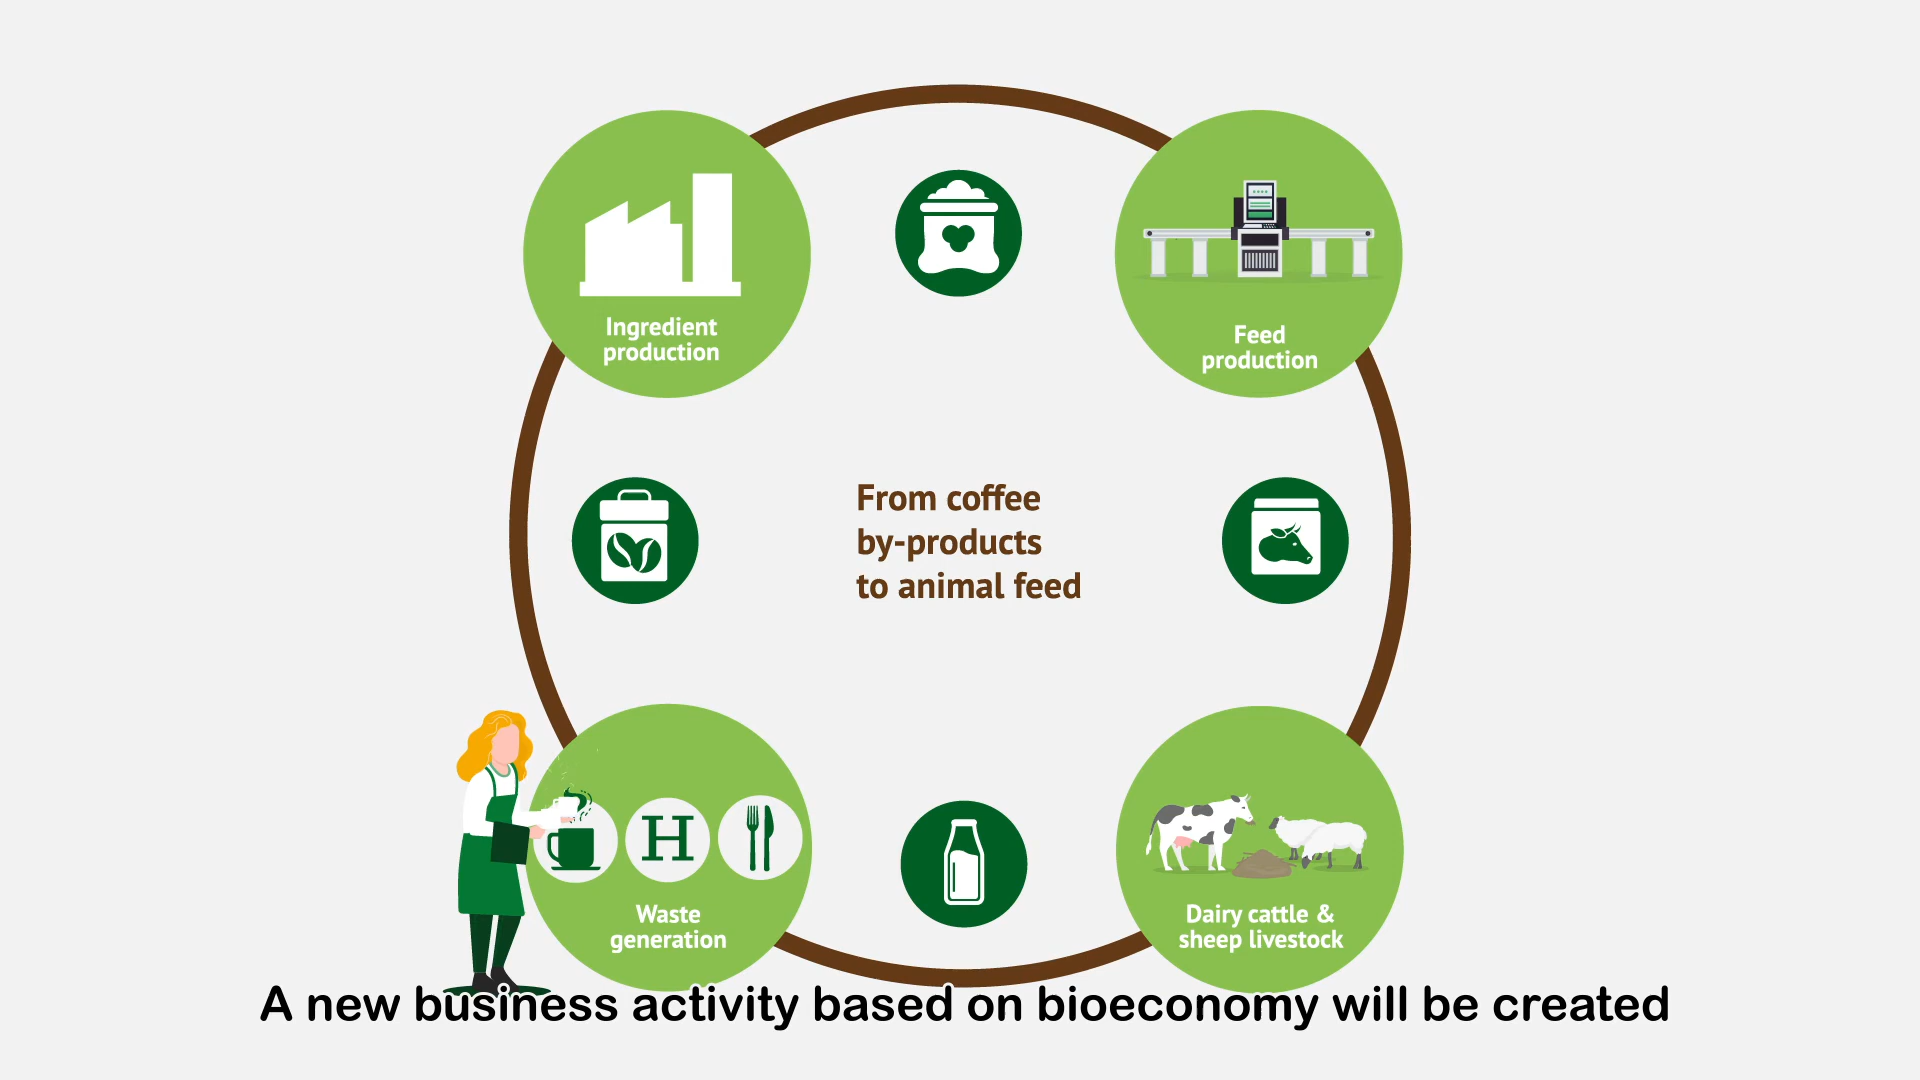 Ingredient
production
Feed
production
From coffee
by-products
to animal feed
H
Waste
generation
Dairy cattle &
sheep livestock
A new business activity based on bioeconomy will be created